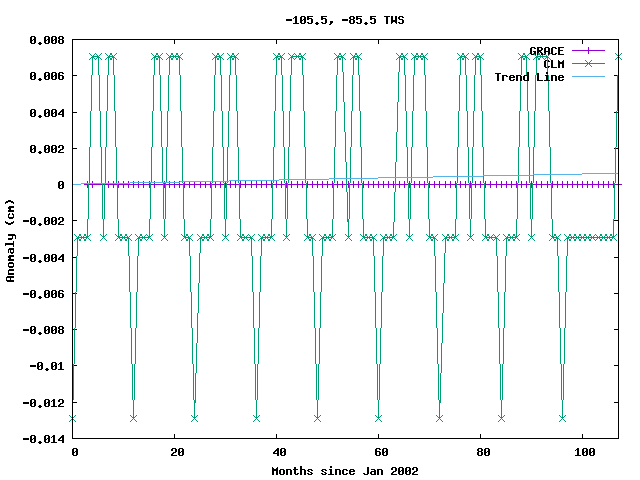 -105.5, -85.5 TWS
GRACE
CLM
Trend Line
0.008
0.006
0.004
0.002
0
-0.002
-0.004
-0.006
-0.008
-0.01
-0.012
-0.014
Anomaly (cm)
0 20 40 60 80 100
Months since Jan 2002